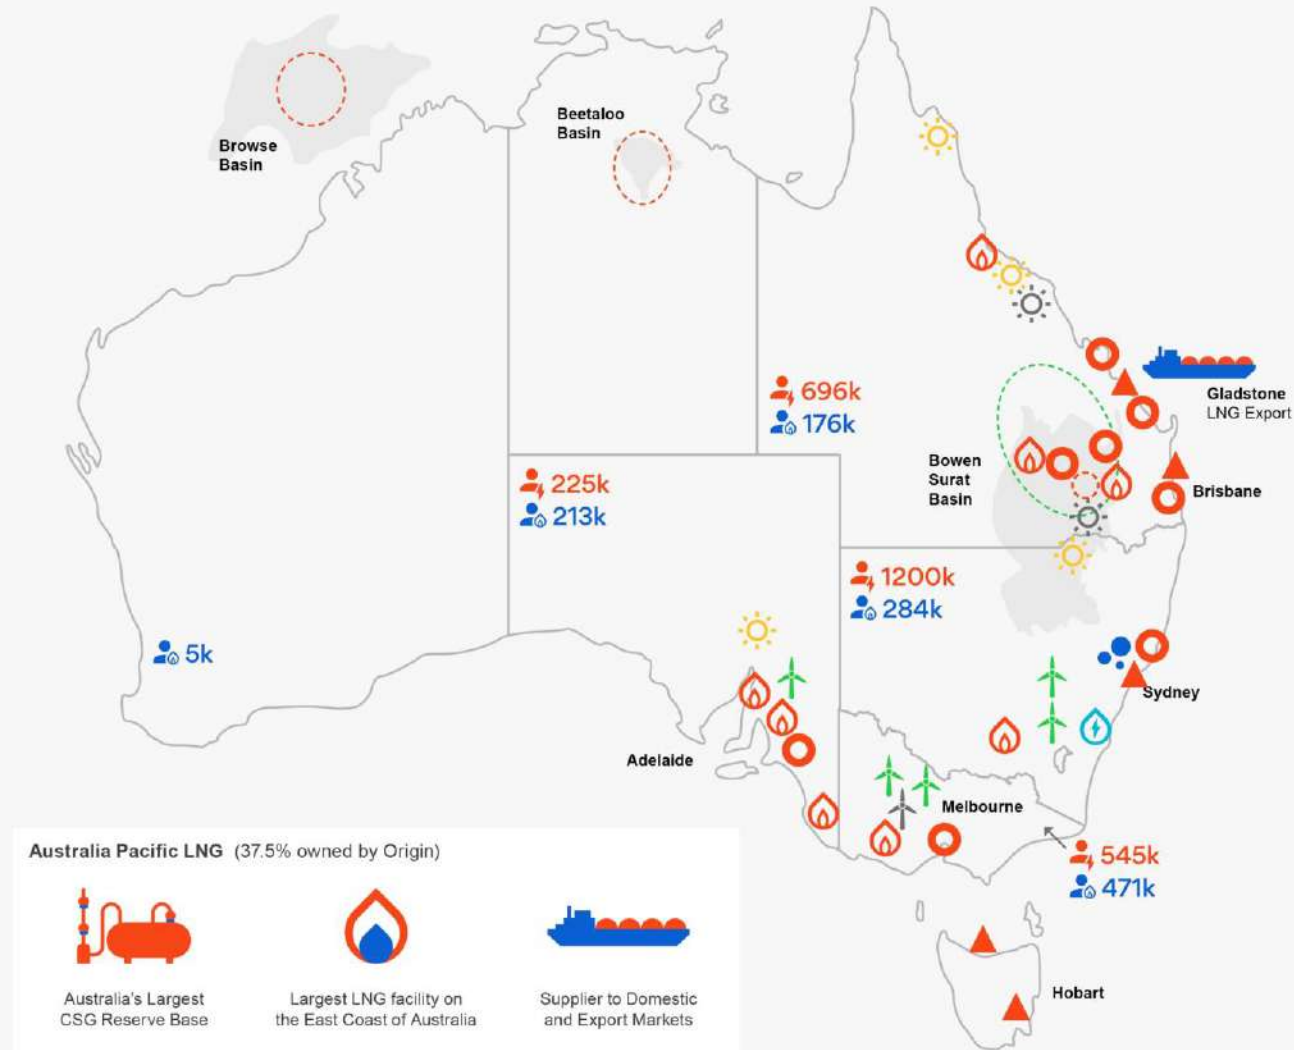 Browse
Basin
Beetaloo
Basin
696k
176k
Gladstone
LNG Export
Bowen
Surat
Basin
Brisbane
225k
213k
1200k
284k
5k
Sydney
Adelaide
Melbourne
545k
471k
Hobart
Australia Pacific LNG (37.5% owned by Origin)
Australia's Largest
CSG Reserve Base
Largest LNG facility on
the East Coast of Australia
Supplier to Domestic
and Export Markets